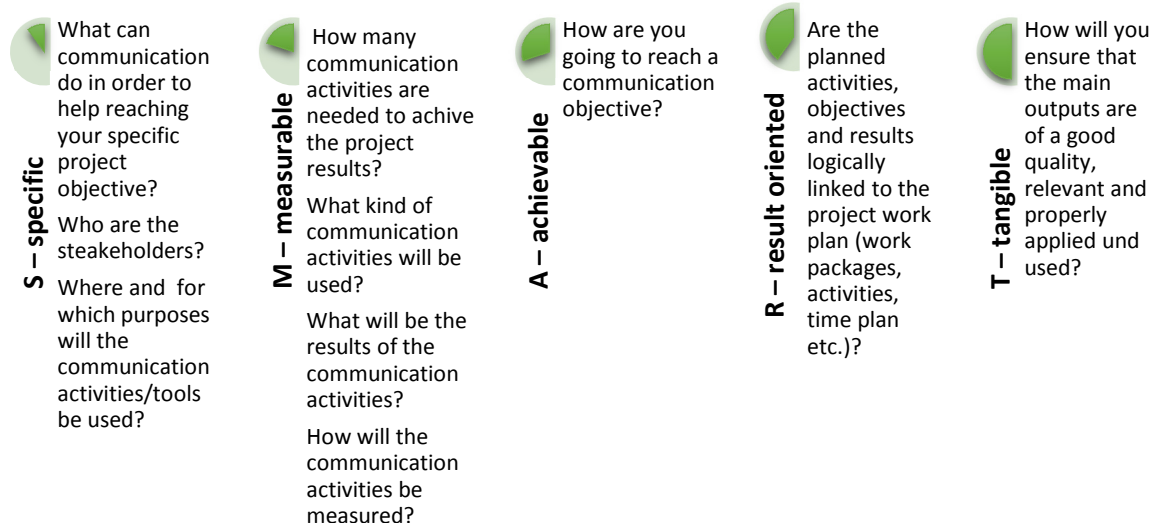 S – specific
What can
communication
do in order to
help reaching
your specific
project
objective?
Who are the
steakeholders?
Where and for
which purposes
will the
communication
activities/tools
be used?
M – measurable
How many
communication
activities are
needed to achive
the project
results?
What kind of
communication
activities will be
used?
What will be the
results of the
communication
activities?
How will the
communication
activities be
measured?
A – achievable
How are you
going to reach a
communication
objective?
R – result oriented
Are the
planned
activities,
objectives
and results
logically
linked to the
project work
plan (work
packages,
activities,
time plan
etc.)?
T – tangible
How will you
ensure that
the main
outputs are
of a good
quality,
relevant and
properly
applied und
used?